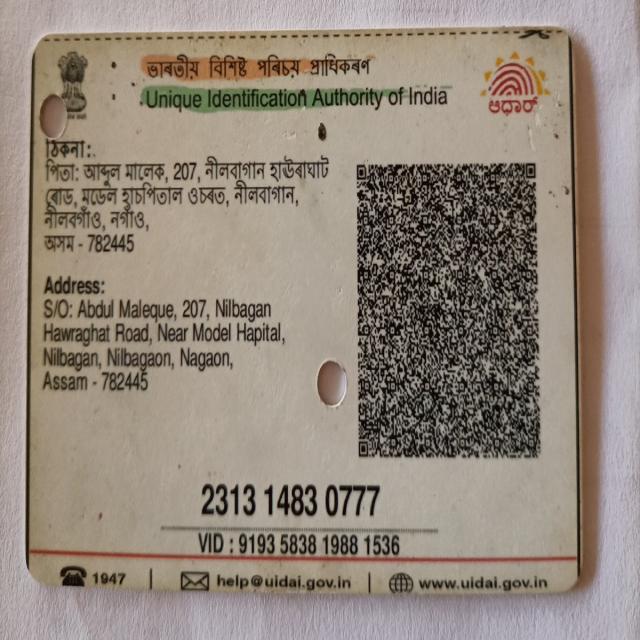 ভাৰতীয় বিশিষ্ট পৰিচয় প্ৰাধিকৰণ
Unique Identification Authority of India
ଆଧାର
ঠিকনা:
পিতা: আব্দুল মালেক, 207, নীলবাগান হাঊৰাঘাট
ৰোড, মডেল হাচপিতাল ওচৰত, নীলবাগান,
নীলবগাঁও, নগাঁও,
অসম - 782445
Address:
S/O: Abdul Maleque, 207, Nilbagan
Hawraghat Road, Near Model Hapital,
Nilbagan, Nilbagaon, Nagaon,
Assam - 782445
2313 1483 0777
VID : 9193 5838 1988 1536
1947 | help@uidai.gov.in | www.uidai.gov.in